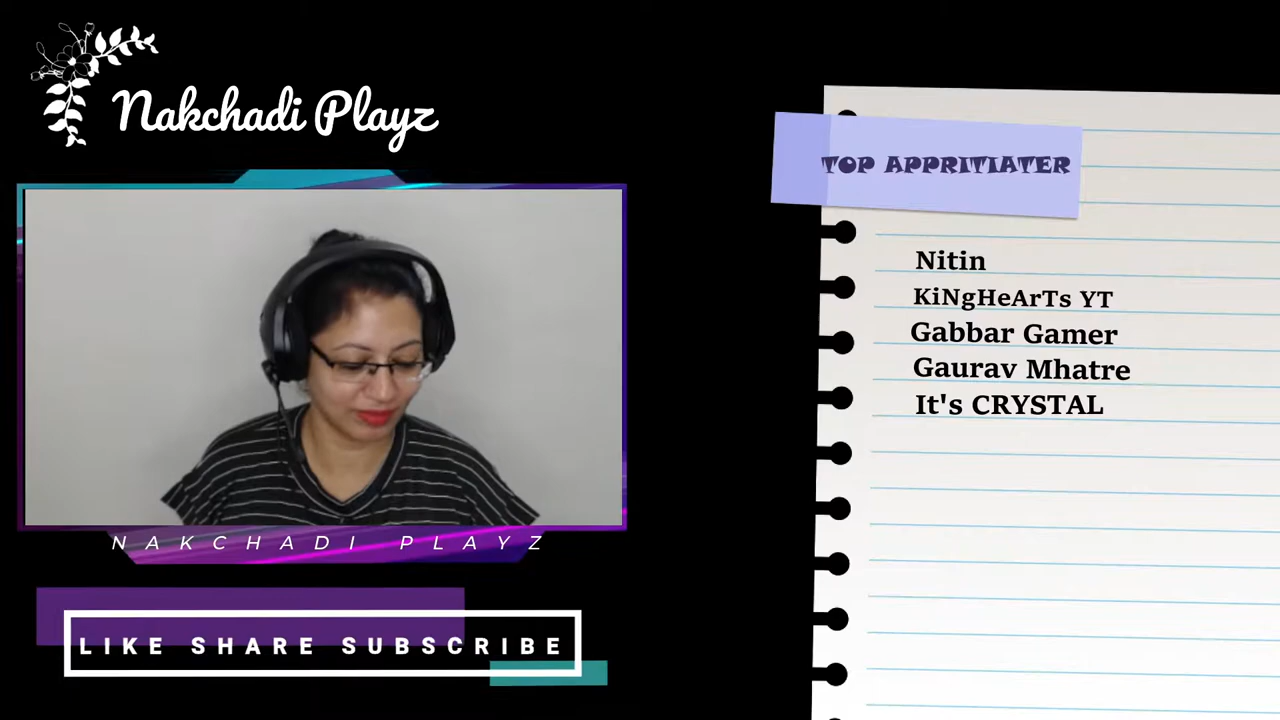 Nakchadi Playz
NAKCHADI PLAYZ
LIKE SHARE SUBSCRIBE
TOP APPRITIATER
Nitin
KiNgHeArTs YT
Gabbar Gamer
Gaurav Mhatre
It's CRYSTAL